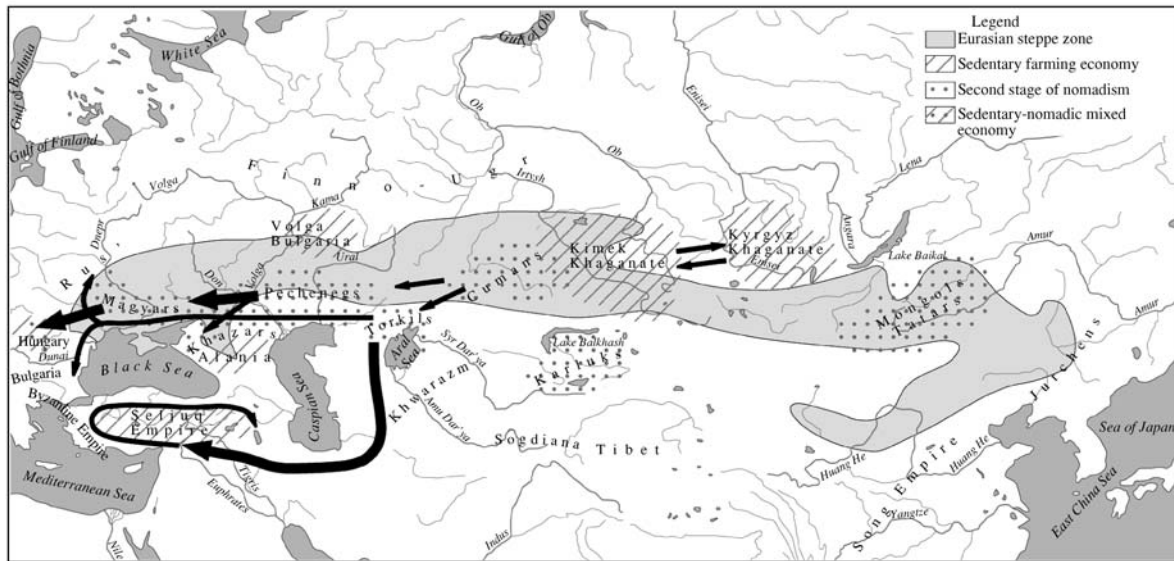 Legend
Eurasian steppe zone
Sedentary farming economy
Second stage of nomadism
Sedentary-nomadic mixed
economy
Gulf of Bothnia
White Sea
Gulf of Ob
Gulf of Finland
Ob
Enisei
Ob
Lena
Finno-Ugr
Irtysh
Volga
Kama
Angara
Amur
Dnepr
Volga
Bulgaria
Kimek
Khaganate
Kyrgyz
Khaganate
Enisei
Lake Baikal
Rus'
Don
Volga
Ural
Cumans
Pechenegs
Magyars
Mongols
Tatars
Amur
Torkils
Khazars
Alania
Hungary
Dunai
Bulgaria
Black Sea
Caspian Sea
Aral
Sea
Syr Dar'ya
Lake Balkhash
Karluks
Khwarazm
Amu Dar'ya
Jurchens
Byzantine Empire
Seljuq
Empire
Sogdiana
Tibet
Huang He
Song Empire
Huang He
Sea of Japan
Mediterranean Sea
Tigris
Euphrates
Nile
Indus
Yangtze
East China Sea